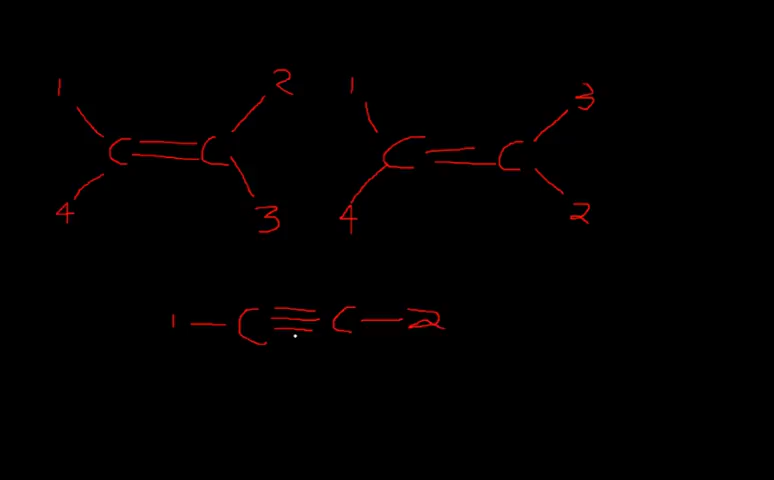 1 2 1 3
C = C C = C
4 3 4 2
1 - C ≡ C - 2